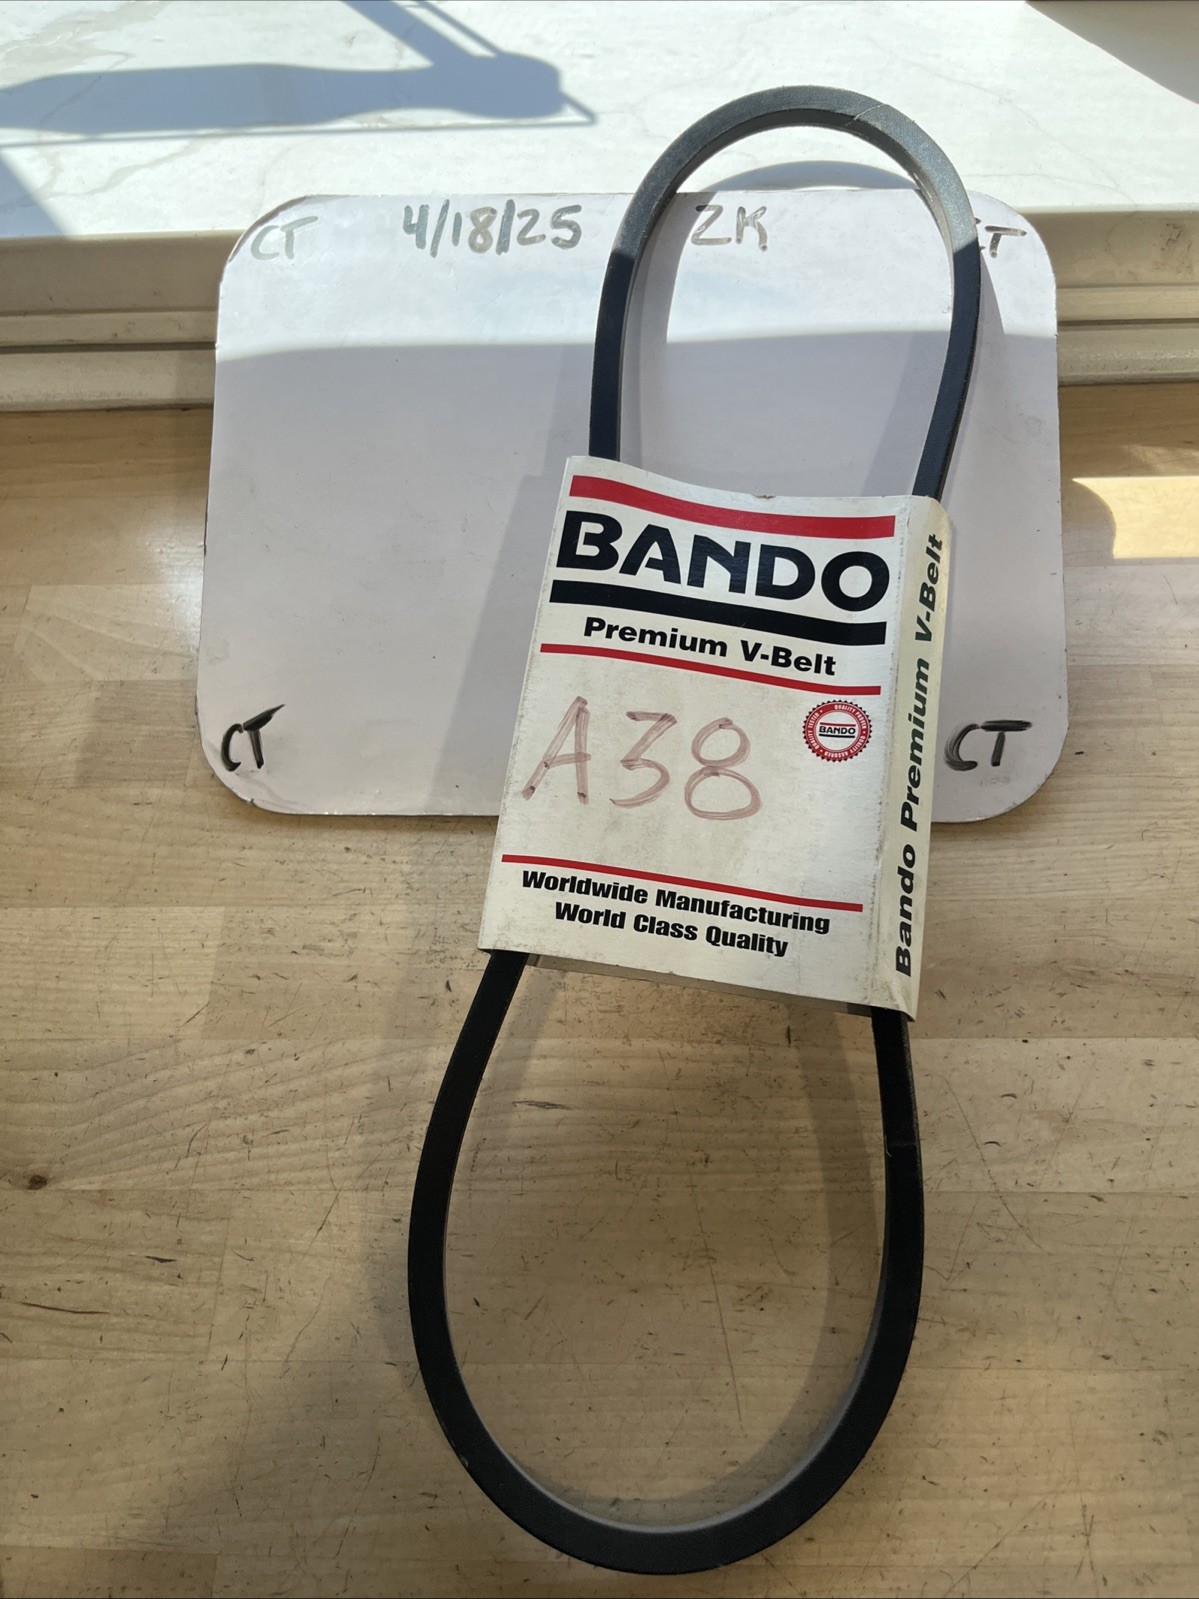 CT 4/18/25 ZK CT
BANDO
Premium V-Belt
A38
BANDO
Worldwide Manufacturing
World Class Quality
Bando Premium V-Belt
CT
CT